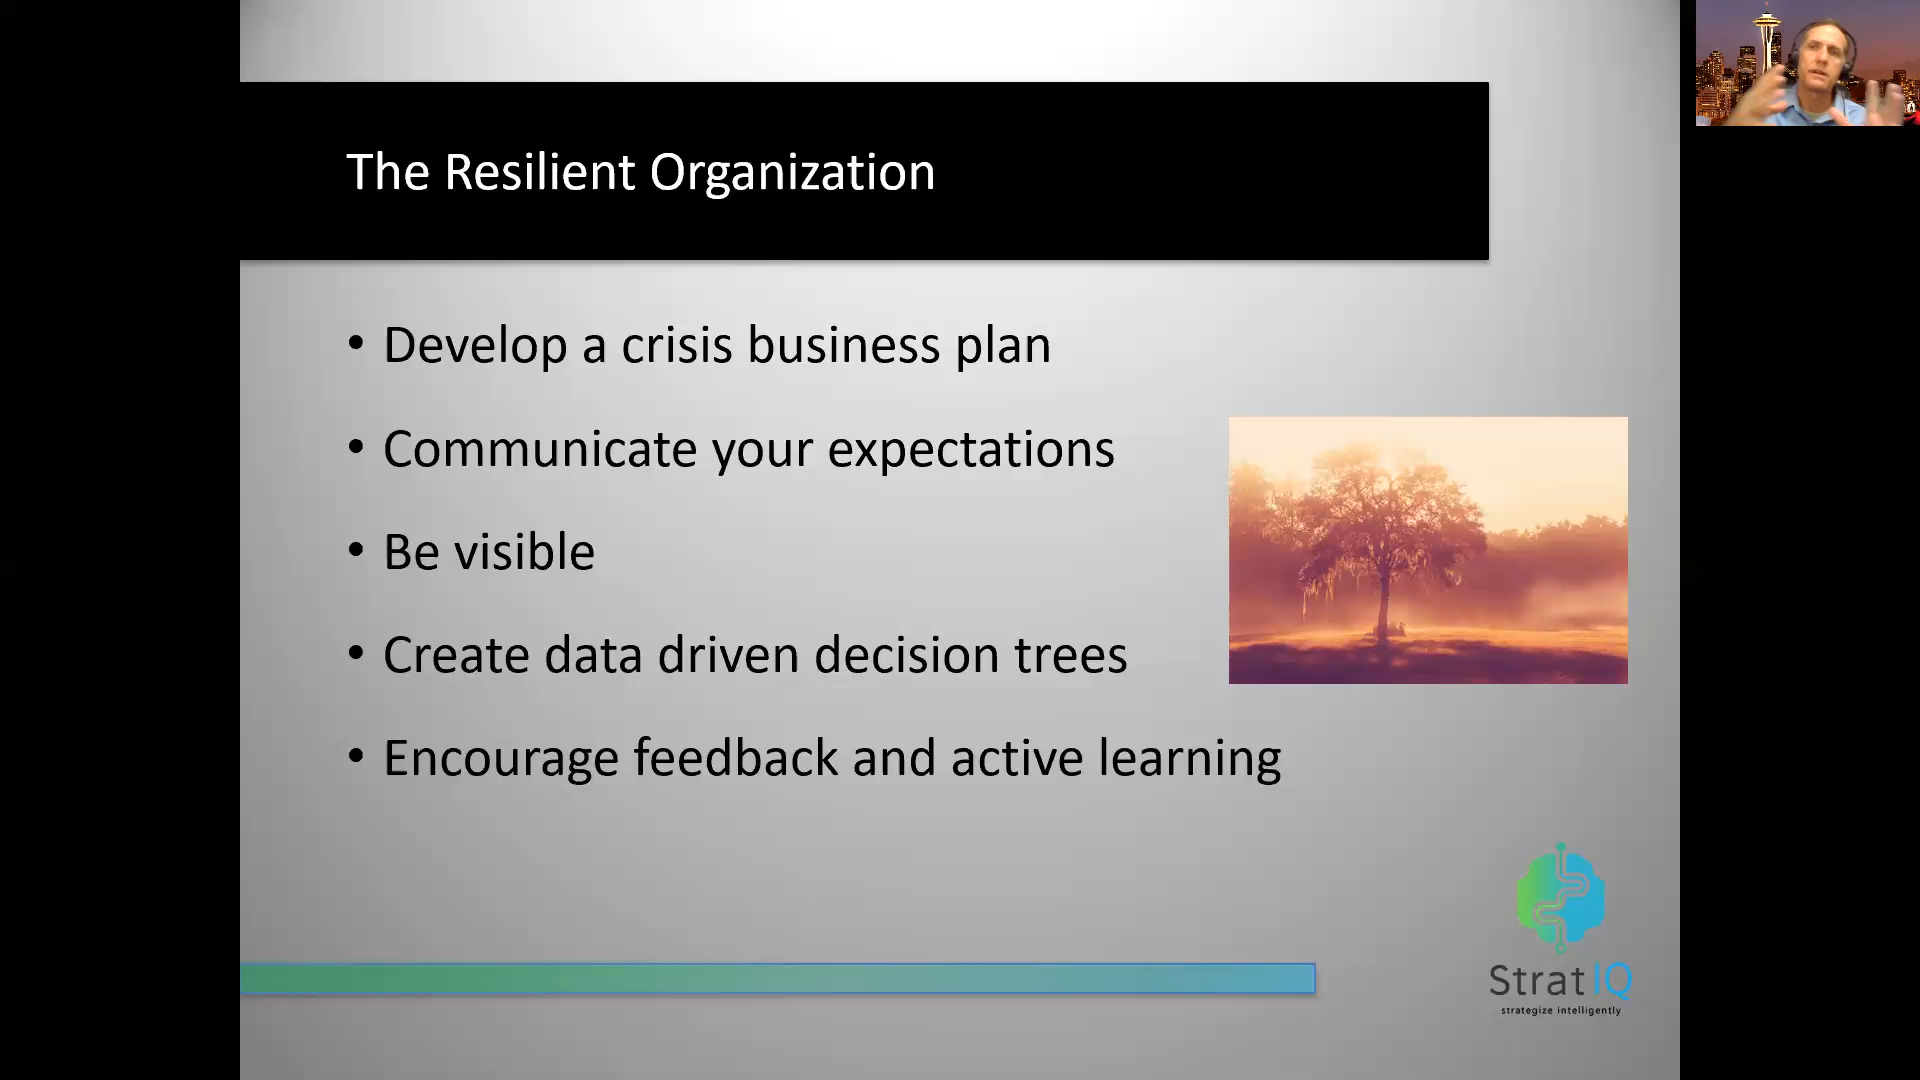 The Resilient Organization
• Develop a crisis business plan
• Communicate your expectations
• Be visible
• Create data driven decision trees
• Encourage feedback and active learning
StratIQ
strategize intelligently